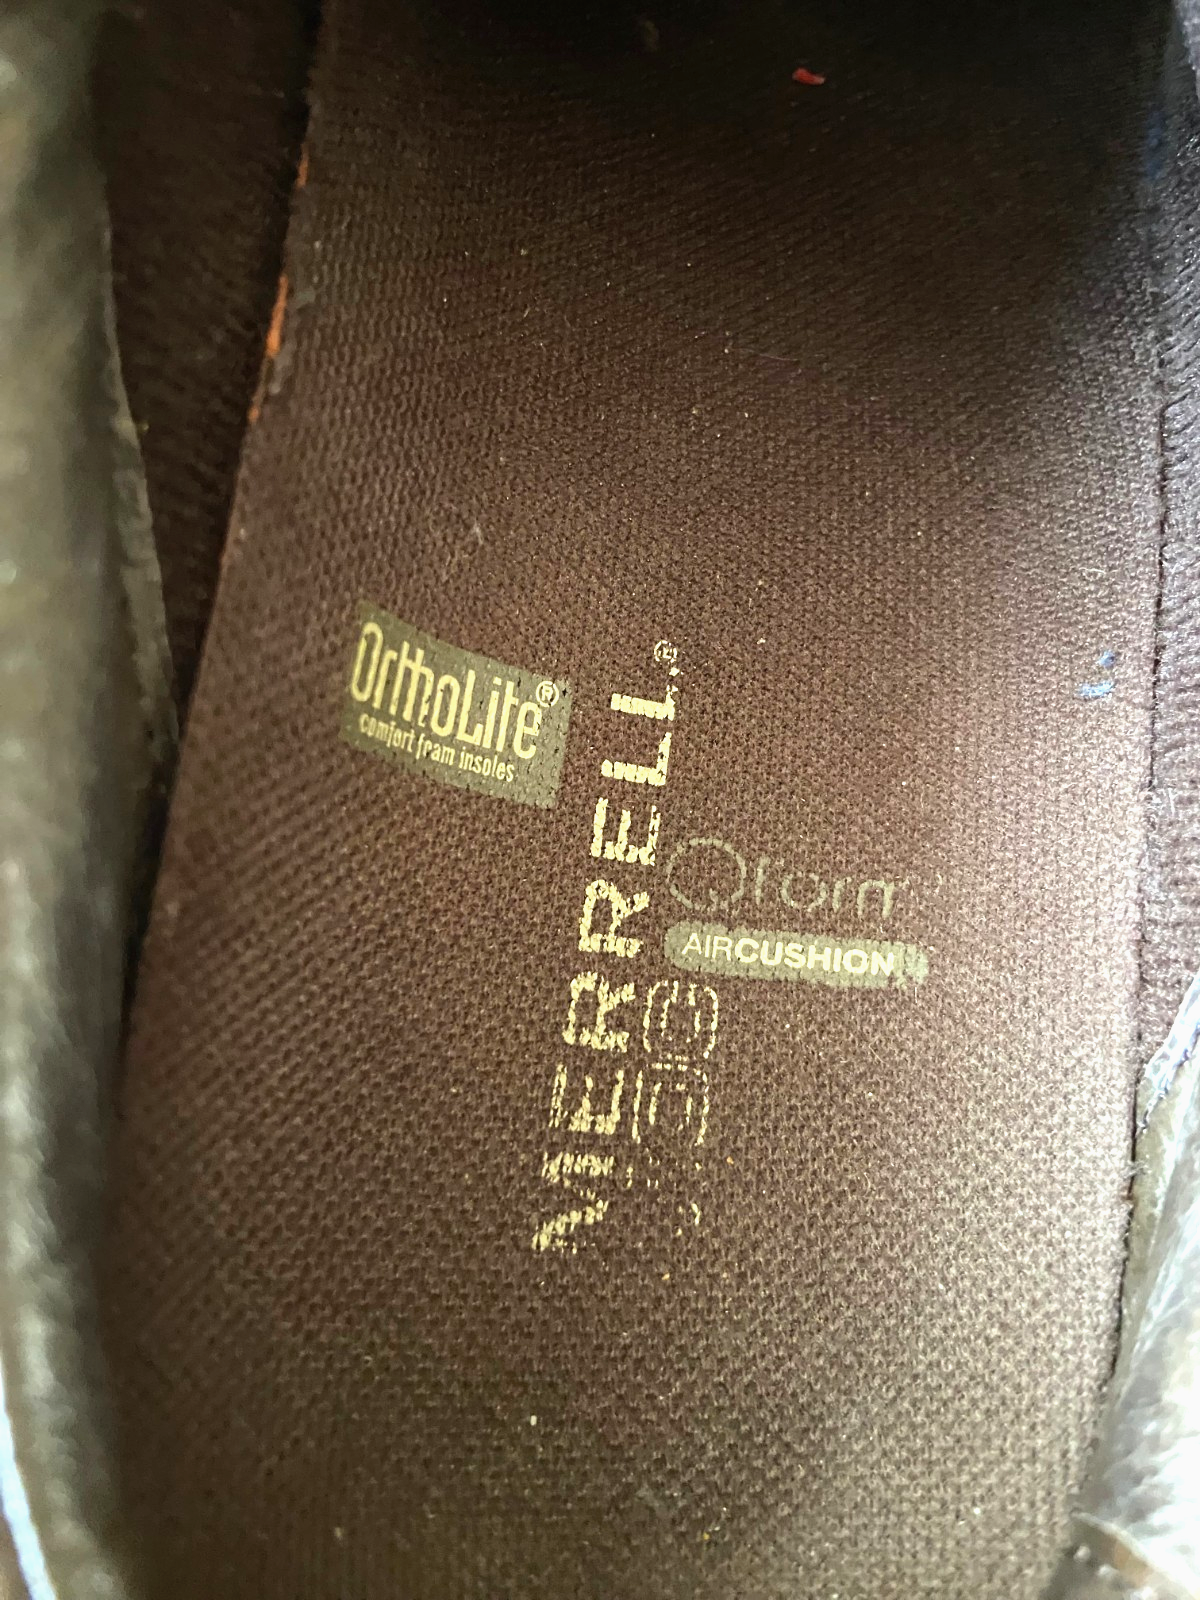 OrthoLite®
comfort foam insoles
MERRELL®
Qform
AIRCUSHION